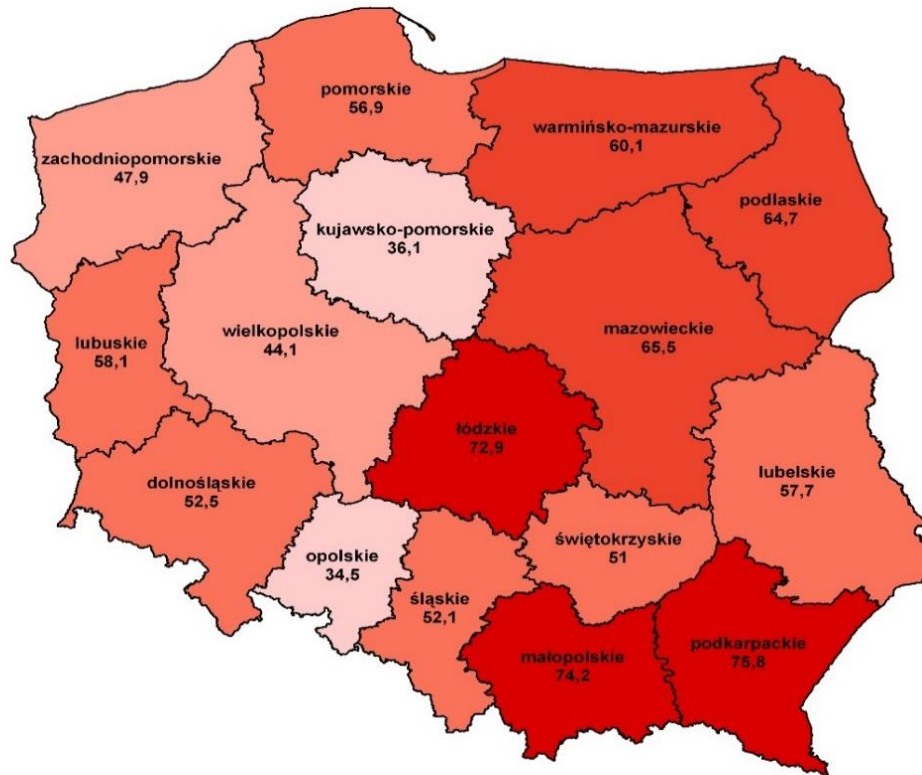 pomorskie
56,9
warmińsko-mazurskie
60,1
zachodniopomorskie
47,9
podlaskie
64,7
kujawsko-pomorskie
36,1
mazowieckie
65,5
wielkopolskie
44,1
lubuskie
58,1
łódzkie
72,9
lubelskie
57,7
dolnośląskie
52,5
świętokrzyskie
51
opolskie
34,5
śląskie
52,1
podkarpackie
75,8
małopolskie
74,2